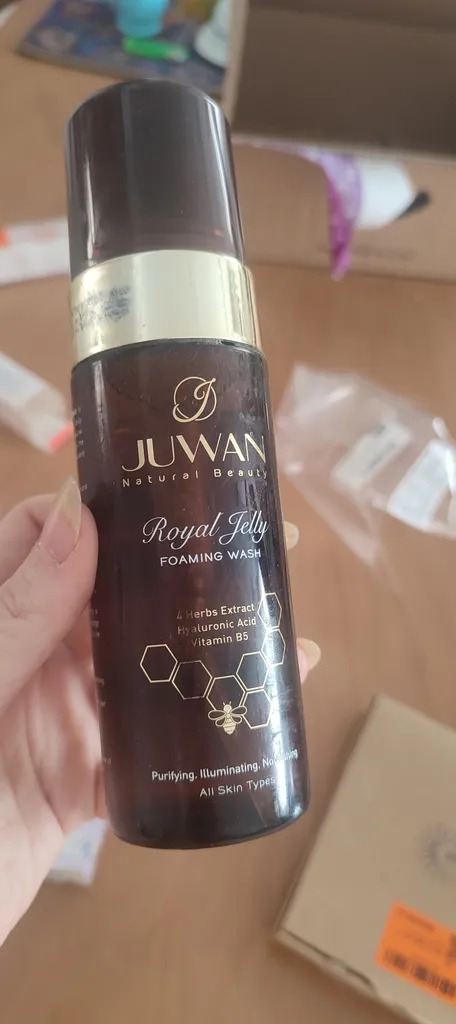 JUWAN
Natural Beauty
Royal Jelly
FOAMING WASH
4 Herbs Extract
Hyaluronic Acid
Vitamin B5
Purifying, Illuminating, Nourishing
All Skin Types